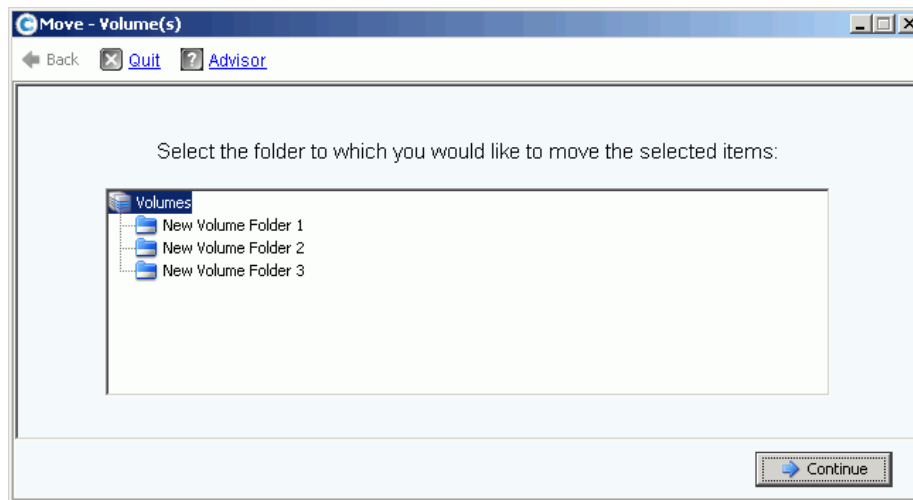 Move - Volume(s)
Back Quit Advisor
Select the folder to which you would like to move the selected items:
Volumes
New Volume Folder 1
New Volume Folder 2
New Volume Folder 3
Continue